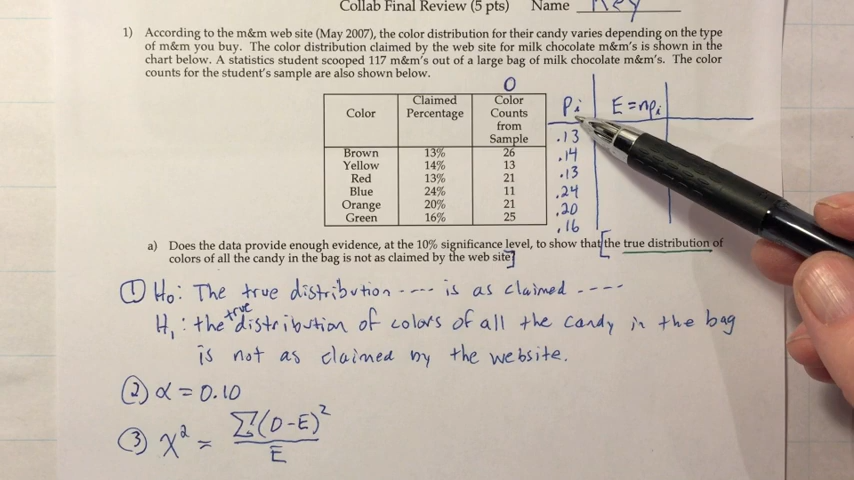 Collab Final Review (5 pts) Name Key
1) According to the m&m web site (May 2007), the color distribution for their candy varies depending on the type
of m&m you buy. The color distribution claimed by the web site for milk chocolate m&m's is shown in the
chart below. A statistics student scooped 117 m&m's out of a large bag of milk chocolate m&m's. The color
counts for the student's sample are also shown below.
O
Color Claimed Percentage Color Counts from Sample Pi E = npi
Brown 13% 26 .13
Yellow 14% 13 .14
Red 13% 21 .13
Blue 24% 11 .24
Orange 20% 21 .20
Green 16% 25 .16
a) Does the data provide enough evidence, at the 10% significance level, to show that [the true distribution of
colors of all the candy in the bag is not as claimed by the web site]
① H₀: The true distribution ---- is as claimed ----
H₁: the true distribution of colors of all the candy in the bag
is not as claimed by the website.
② α = 0.10
③ χ² = Σ(O-E)²
E